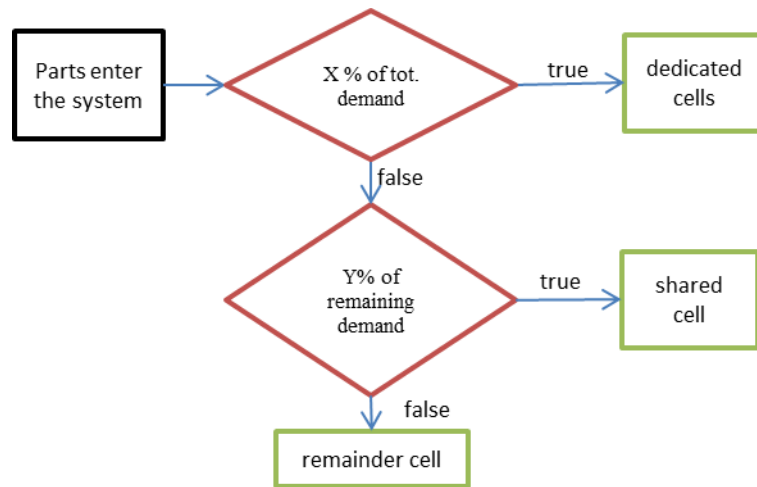 Parts enter
the system
X % of tot.
demand
true
dedicated
cells
false
Y% of
remaining
demand
true
shared
cell
false
remainder cell